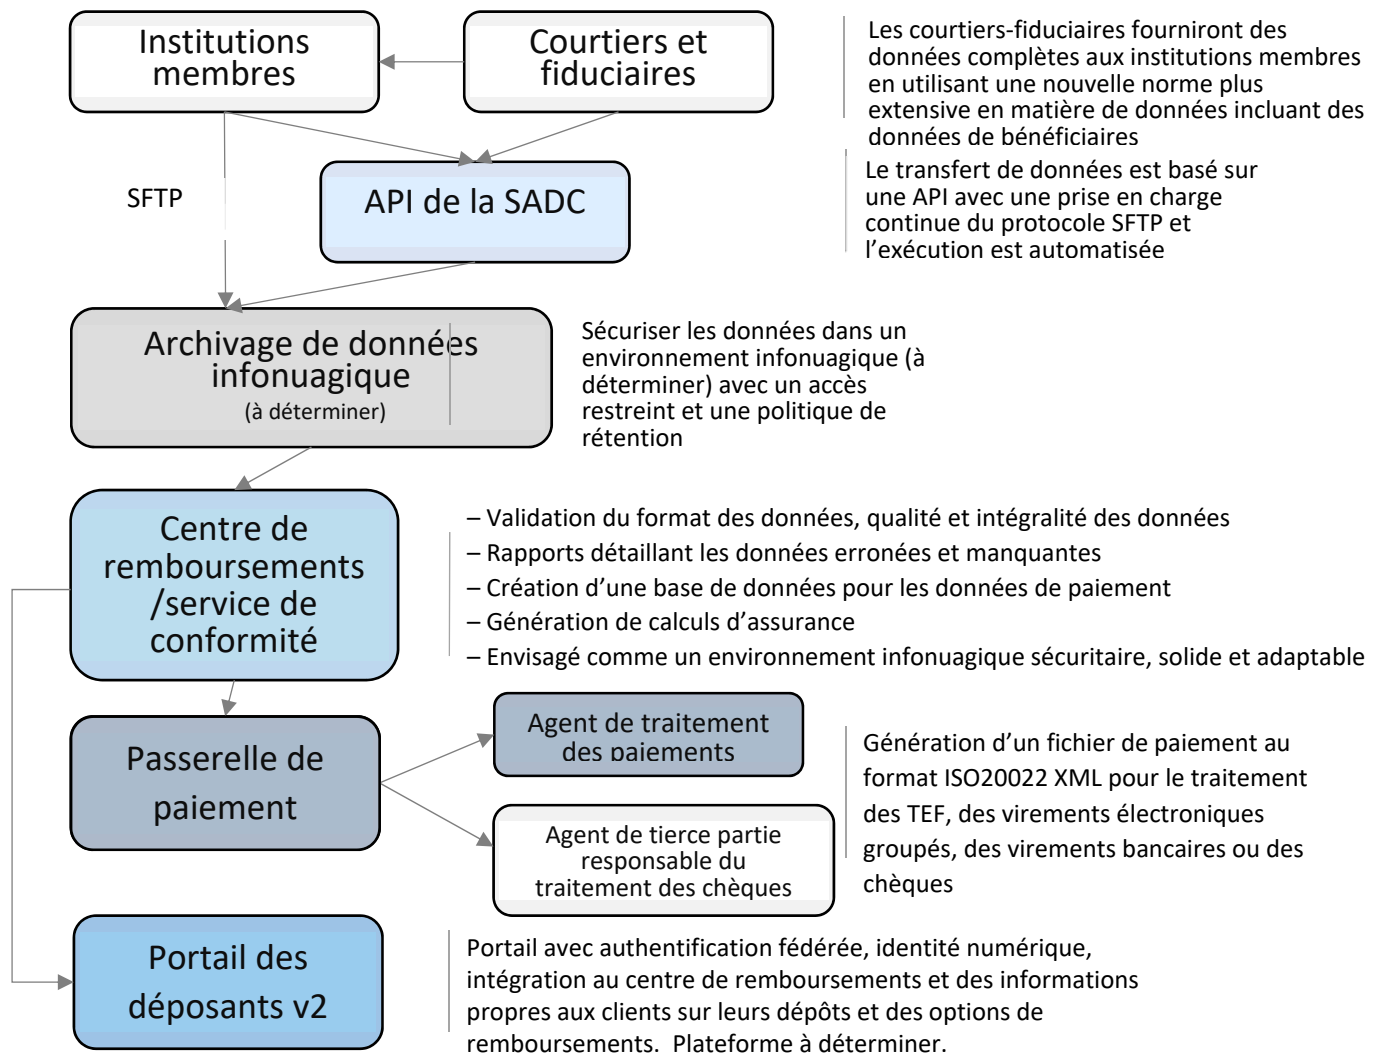 Institutions
membres
Courtiers et
fiduciaires
Les courtiers-fiduciaires fourniront des
données complètes aux institutions membres
en utilisant une nouvelle norme plus
extensive en matière de données incluant des
données de bénéficiaires
SFTP
API de la SADC
Le transfert de données est basé sur
une API avec une prise en charge
continue du protocole SFTP et
l’exécution est automatisée
Archivage de données
infonuagique
(à déterminer)
Sécuriser les données dans un
environnement infonuagique (à
déterminer) avec un accès
restreint et une politique de
rétention
Centre de
remboursements
/service de
conformité
– Validation du format des données, qualité et intégralité des données
– Rapports détaillant les données erronées et manquantes
– Création d’une base de données pour les données de paiement
– Génération de calculs d’assurance
– Envisagé comme un environnement infonuagique sécuritaire, solide et adaptable
Passerelle de
paiement
Agent de traitement
des paiements
Agent de tierce partie
responsable du
traitement des chèques
Génération d’un fichier de paiement au
format ISO20022 XML pour le traitement
des TEF, des virements électroniques
groupés, des virements bancaires ou des
chèques
Portail des
déposants v2
Portail avec authentification fédérée, identité numérique,
intégration au centre de remboursements et des informations
propres aux clients sur leurs dépôts et des options de
remboursements. Plateforme à déterminer.